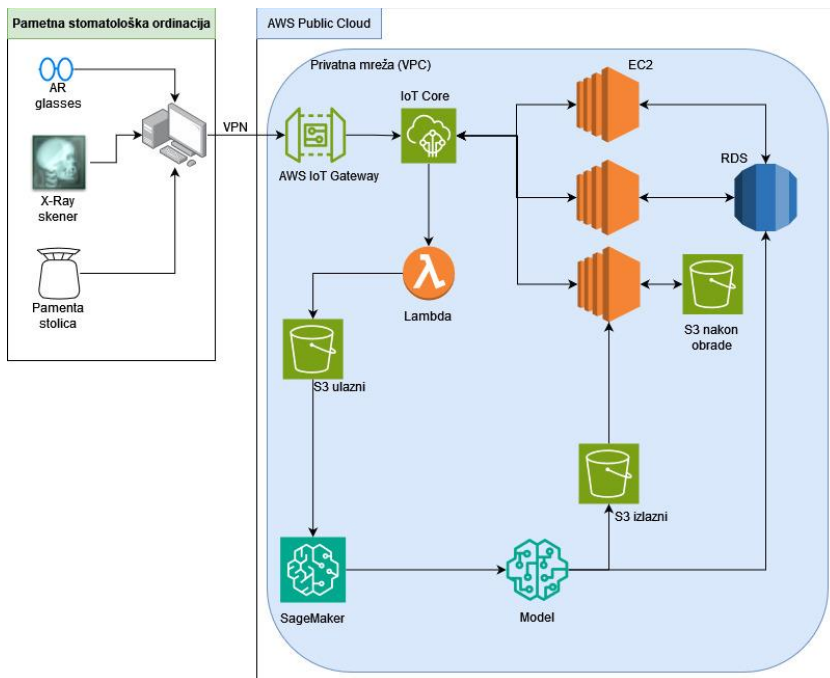 Pametna stomatološka ordinacija
AWS Public Cloud
Privatna mreža (VPC)
EC2
IoT Core
AR
glasses
VPN
RDS
AWS IoT Gateway
X-Ray
skener
Pamenta
stolica
Lambda
S3 nakon
obrade
S3 ulazni
S3 izlazni
SageMaker
Model